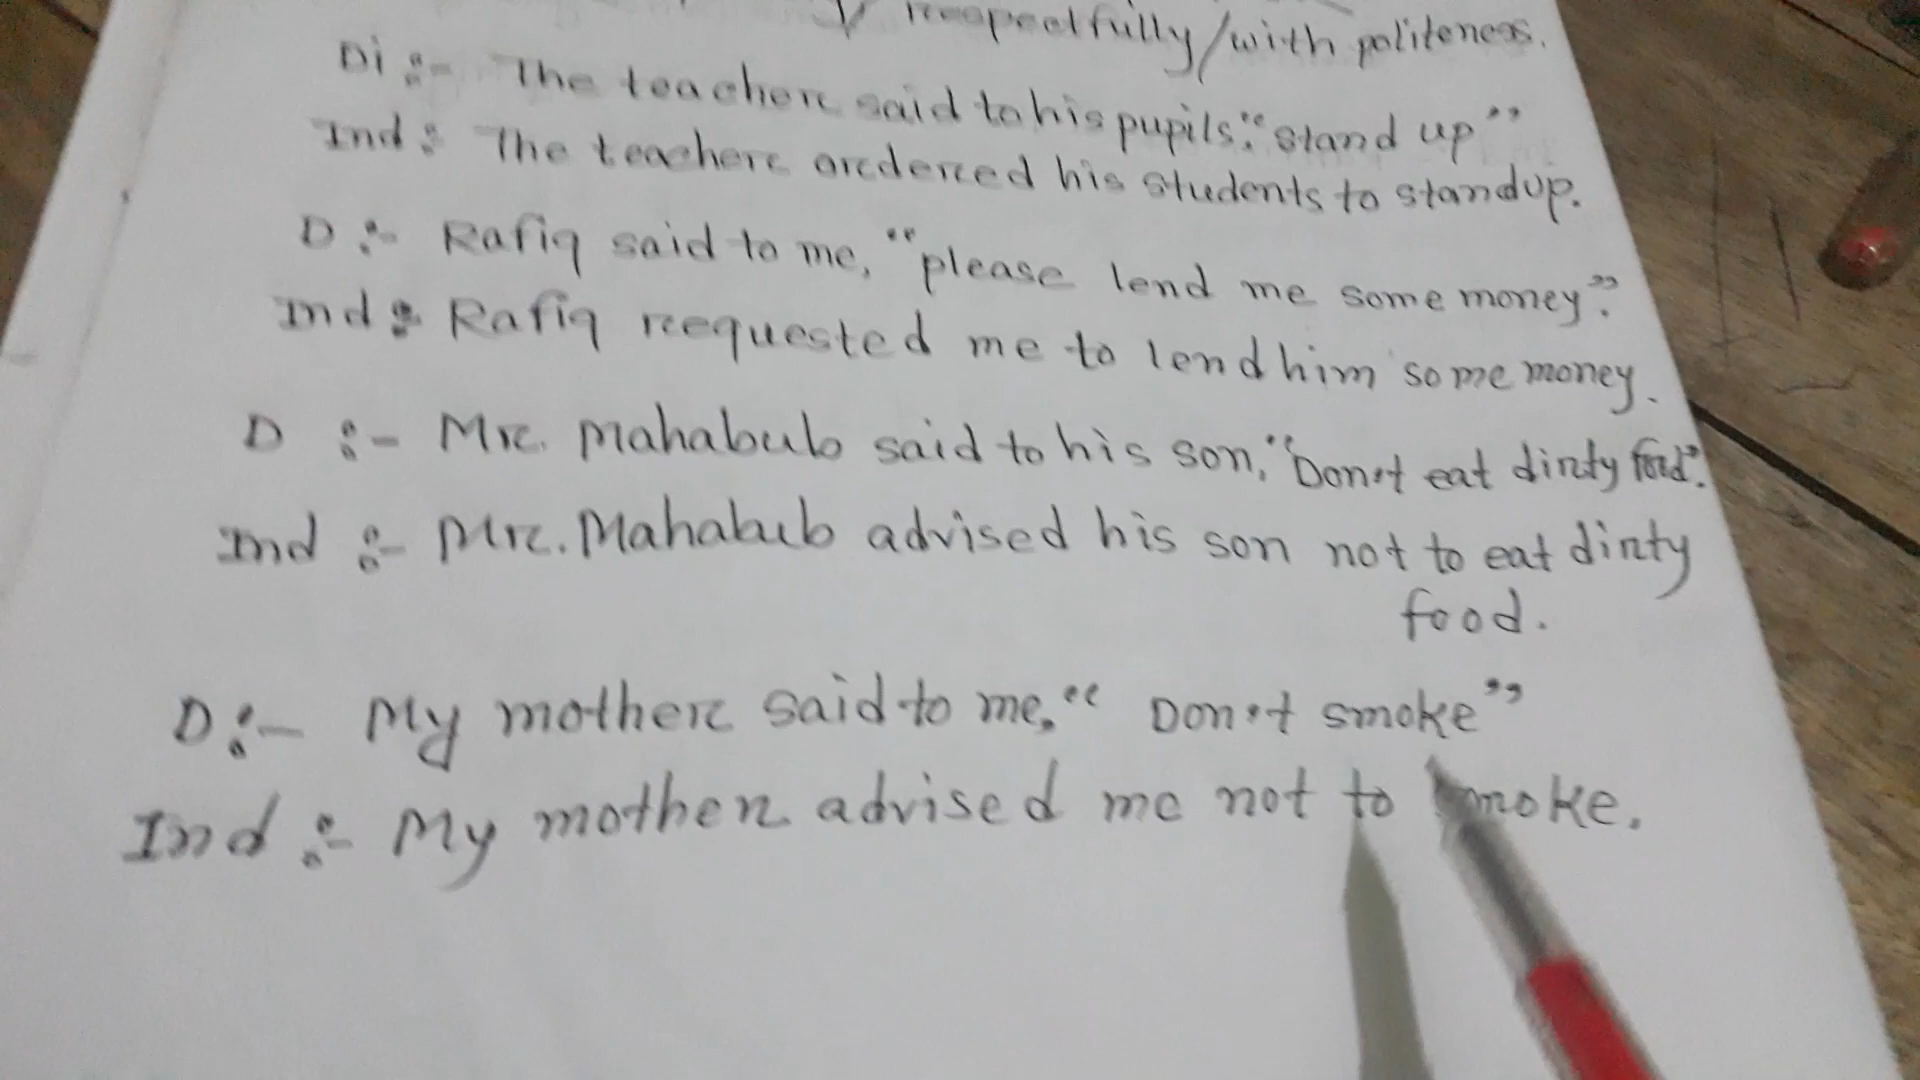 respectfully/with politeness.
Di :- The teacher said to his pupils, "stand up"
Ind : The teacher ordered his students to standup.
D :- Rafiq said to me, "please lend me some money".
Ind : Rafiq requested me to lend him some money.
D :- Mr. Mahabub said to his son, "Don't eat dirty food".
Ind :- Mr. Mahabub advised his son not to eat dirty
food.
D :- My mother said to me, "Don't smoke"
Ind :- My mother advised me not to smoke.